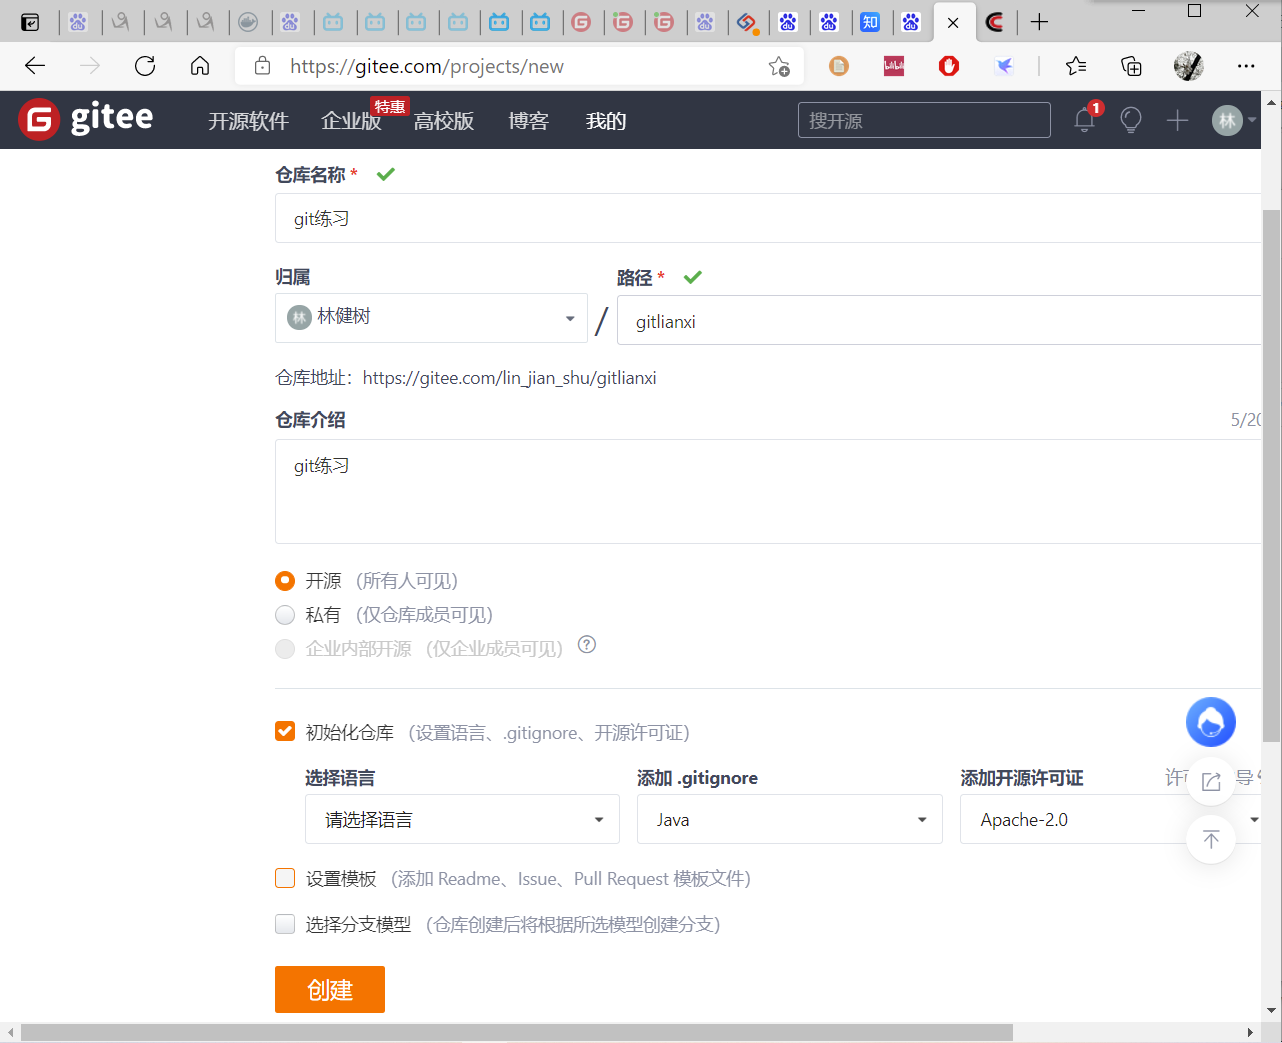 https://gitee.com/projects/new
gitee
开源软件 企业版 特惠 高校版 博客 我的
搜开源
1
林
仓库名称 *
git练习
归属 路径 *
林 林健树 / gitlianxi
仓库地址：https://gitee.com/lin_jian_shu/gitlianxi
仓库介绍 5/20
git练习
开源 （所有人可见）
私有 （仅仓库成员可见）
企业内部开源 （仅企业成员可见） ?
初始化仓库 （设置语言、.gitignore、开源许可证）
选择语言 添加 .gitignore 添加开源许可证 许 导
请选择语言 Java Apache-2.0
设置模板 （添加 Readme、Issue、Pull Request 模板文件）
选择分支模型 （仓库创建后将根据所选模型创建分支）
创建